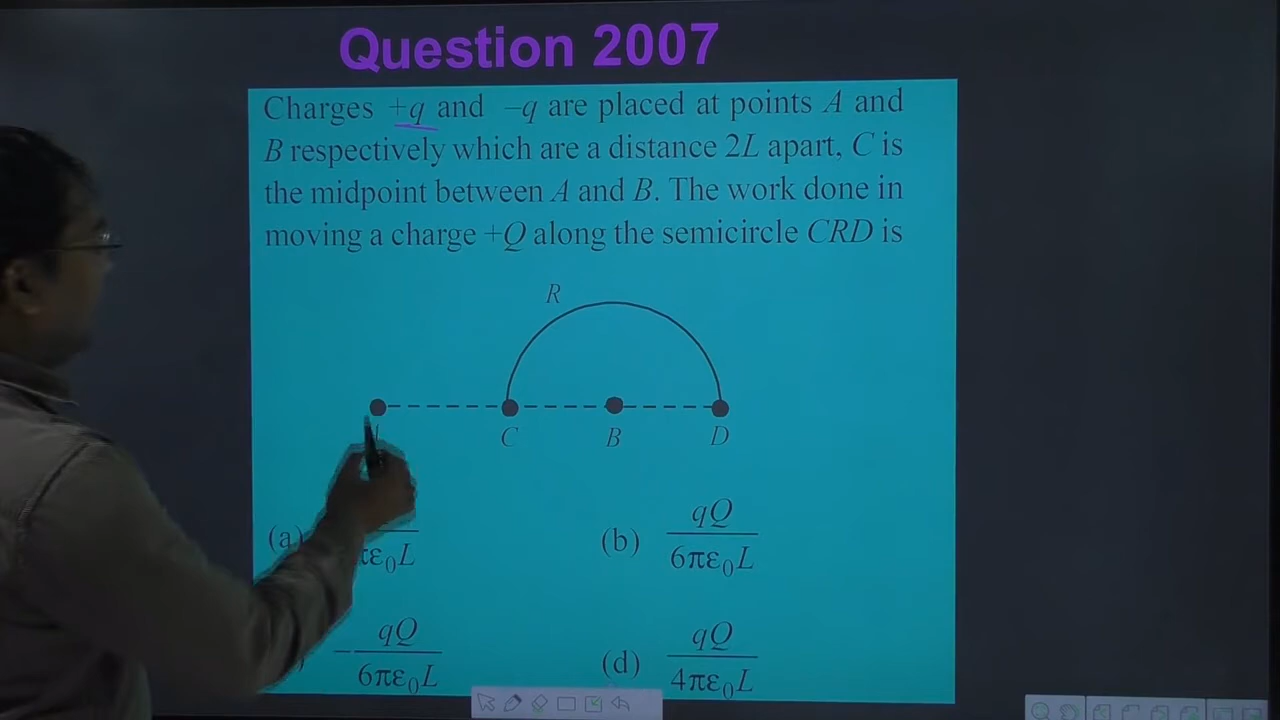 Question 2007
Charges +q and −q are placed at points A and
B respectively which are a distance 2L apart, C is
the midpoint between A and B. The work done in
moving a charge +Q along the semicircle CRD is
R
C B D
(a)
πε₀L
(b) qQ
6πε₀L
− qQ
6πε₀L
(d) qQ
4πε₀L